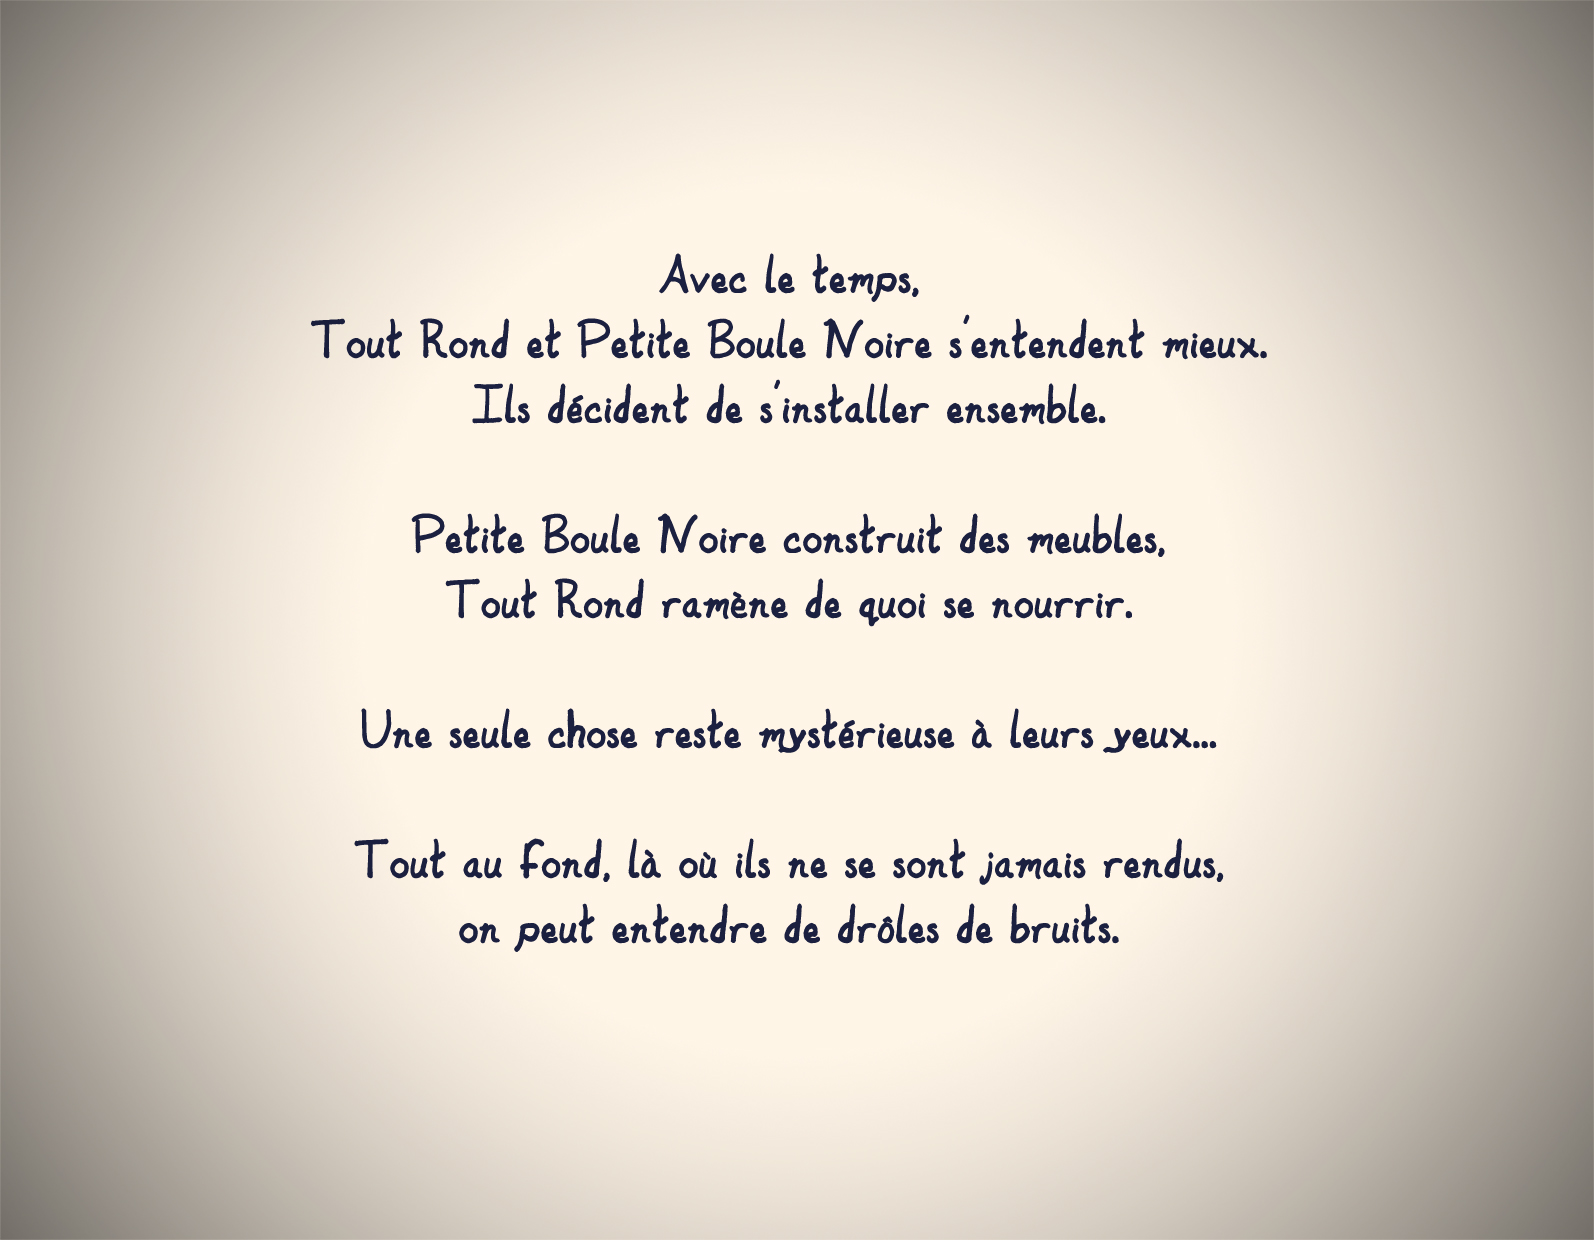 Avec le temps,
Tout Rond et Petite Boule Noire s'entendent mieux.
Ils décident de s'installer ensemble.
Petite Boule Noire construit des meubles,
Tout Rond ramène de quoi se nourrir.
Une seule chose reste mystérieuse à leurs yeux...
Tout au fond, là où ils ne se sont jamais rendus,
on peut entendre de drôles de bruits.